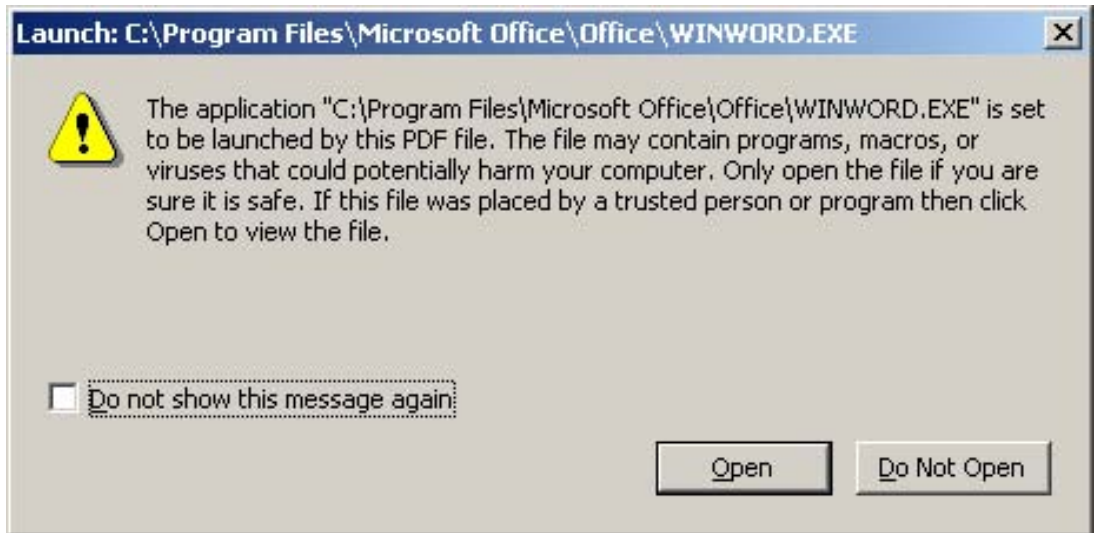 Launch: C:\Program Files\Microsoft Office\Office\WINWORD.EXE
The application "C:\Program Files\Microsoft Office\Office\WINWORD.EXE" is set
to be launched by this PDF file. The file may contain programs, macros, or
viruses that could potentially harm your computer. Only open the file if you are
sure it is safe. If this file was placed by a trusted person or program then click
Open to view the file.
Do not show this message again
Open
Do Not Open